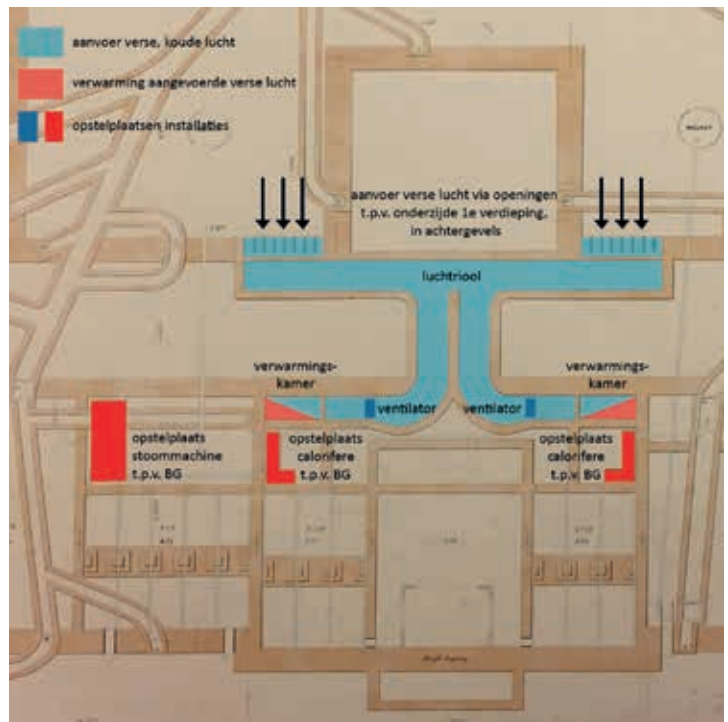 aanvoer verse, koude lucht
verwarming aangevoerde verse lucht
opstelplaatsen installaties
aanvoer verse lucht via openingen
t.p.v. onderzijde 1e verdieping,
in achtergevels
luchtriool
verwarmings-
kamer
verwarmings-
kamer
ventilator
ventilator
opstelplaats
stoommachine
t.p.v. BG
opstelplaats
calorifere
t.p.v. BG
opstelplaats
calorifere
t.p.v. BG